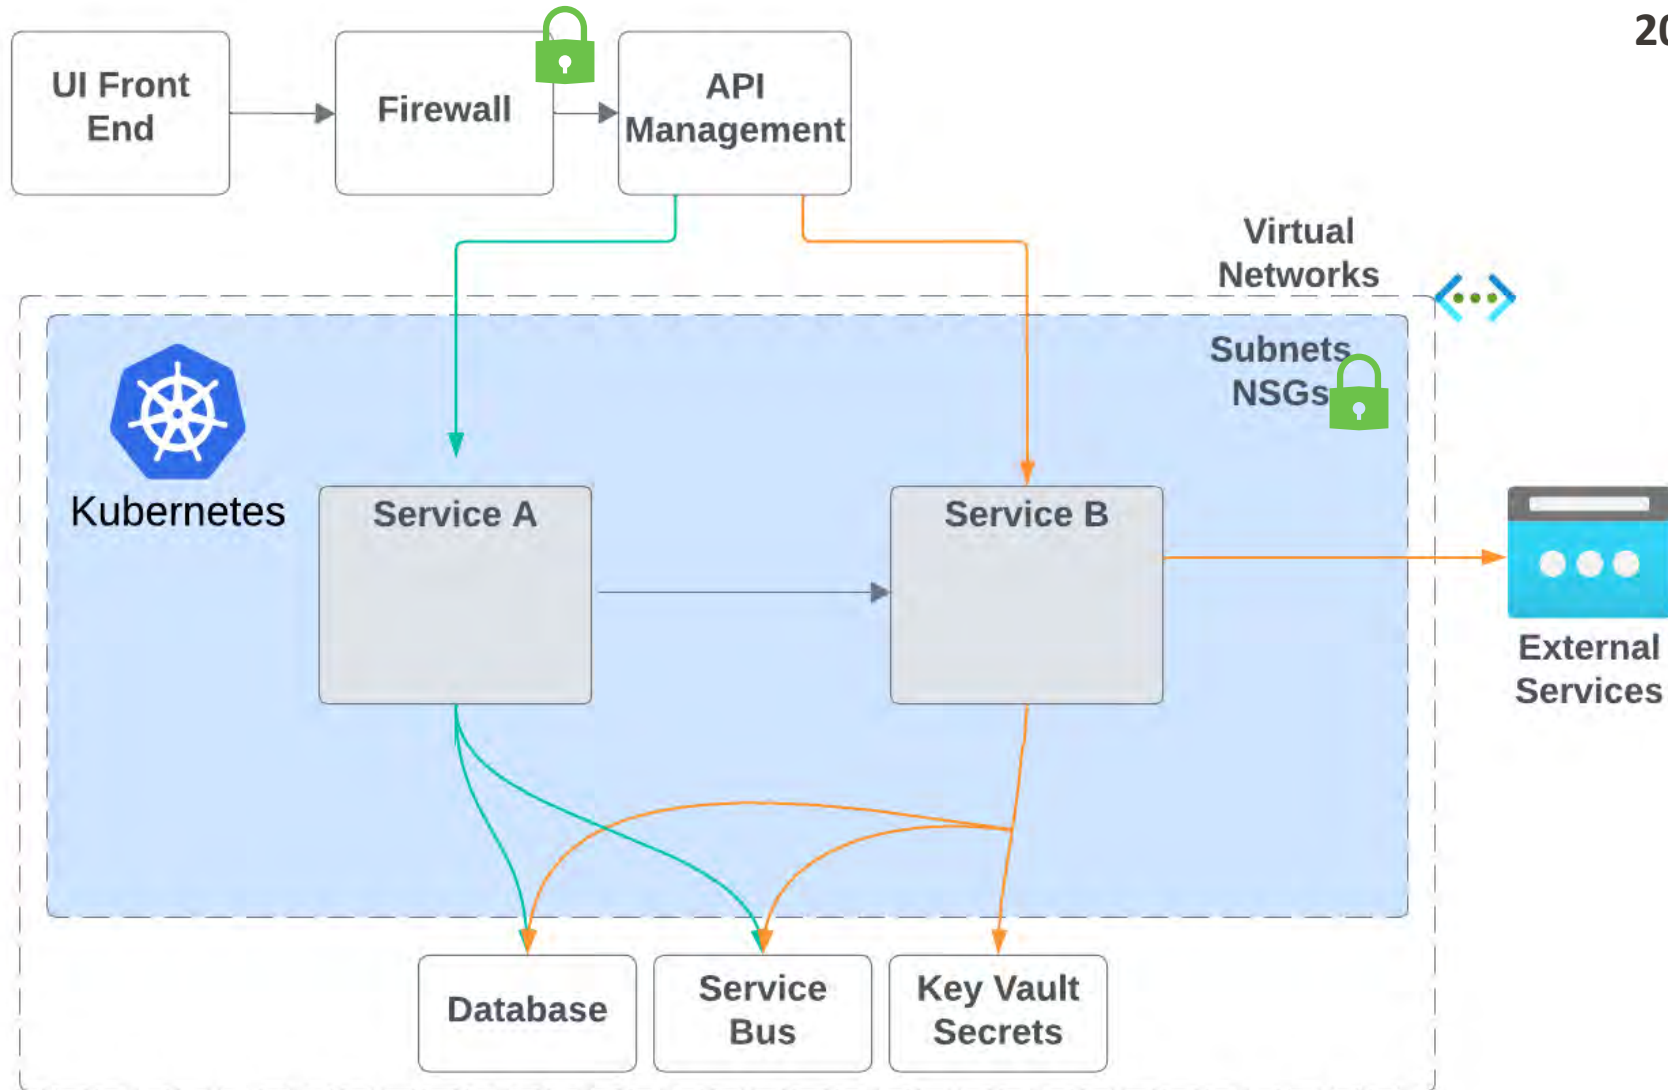 20
UI Front
End
Firewall
API
Management
Virtual
Networks
Subnets
NSGs
Kubernetes
Service A
Service B
External
Services
Database
Service
Bus
Key Vault
Secrets